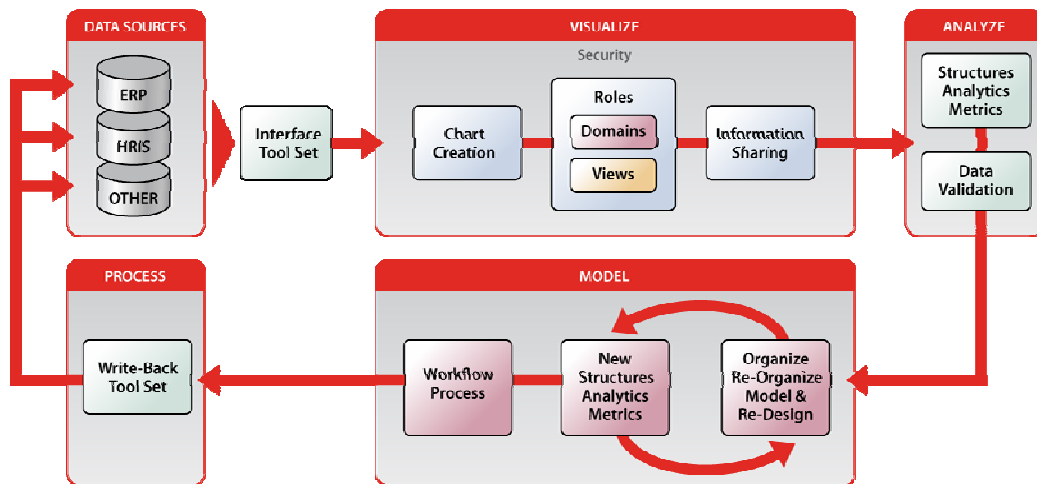 DATA SOURCES
ERP
HRIS
OTHER
Interface
Tool Set
VISUALIZE
Security
Chart
Creation
Roles
Domains
Views
Information
Sharing
ANALYZE
Structures
Analytics
Metrics
Data
Validation
PROCESS
Write-Back
Tool Set
MODEL
Workflow
Process
New
Structures
Analytics
Metrics
Organize
Re-Organize
Model &
Re-Design